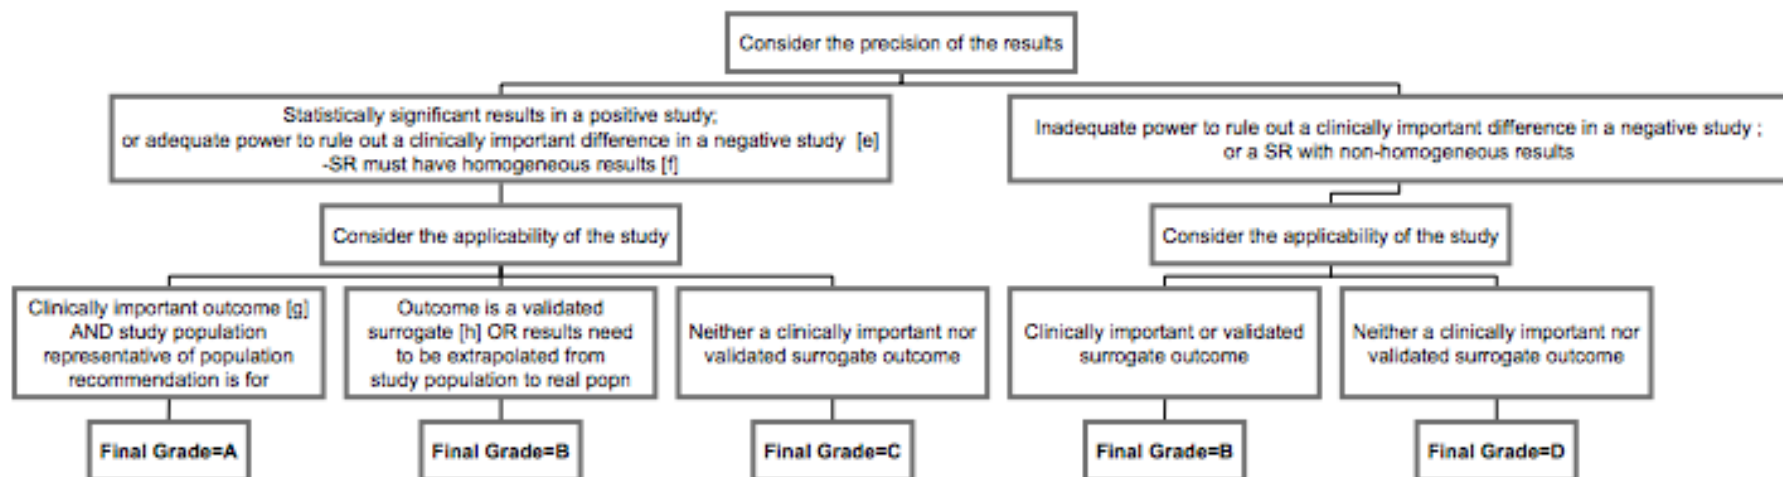 Consider the precision of the results
Statistically significant results in a positive study;
or adequate power to rule out a clinically important difference in a negative study [e]
-SR must have homogeneous results [f]
Inadequate power to rule out a clinically important difference in a negative study ;
or a SR with non-homogeneous results
Consider the applicability of the study
Consider the applicability of the study
Clinically important outcome [g]
AND study population
representative of population
recommendation is for
Outcome is a validated
surrogate [h] OR results need
to be extrapolated from
study population to real popn
Neither a clinically important nor
validated surrogate outcome
Clinically important or validated
surrogate outcome
Neither a clinically important nor
validated surrogate outcome
Final Grade=A
Final Grade=B
Final Grade=C
Final Grade=B
Final Grade=D